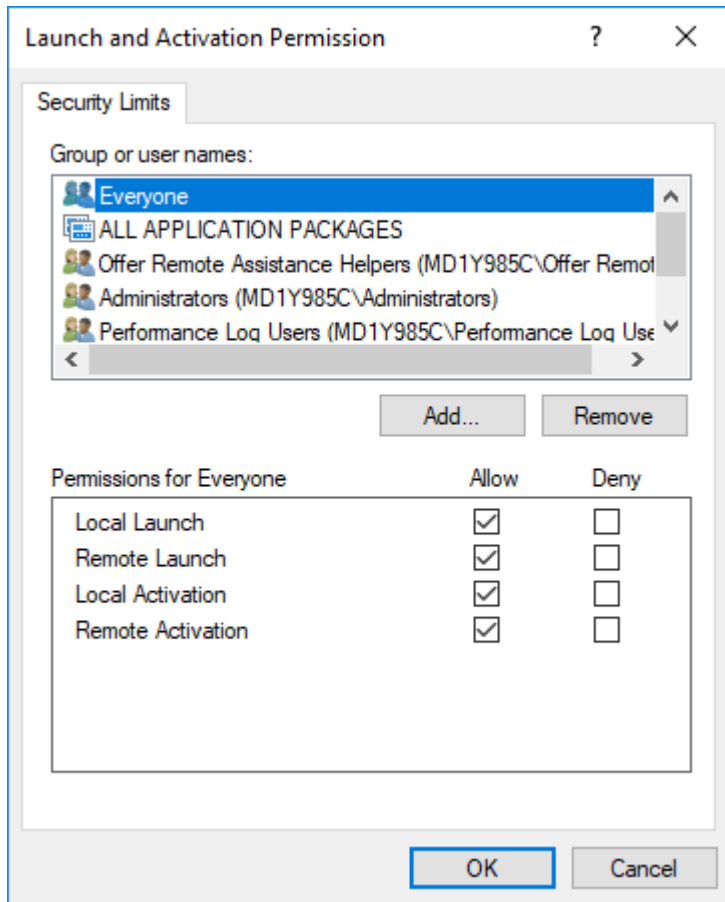 Launch and Activation Permission ?
Security Limits
Group or user names:
Everyone
ALL APPLICATION PACKAGES
Offer Remote Assistance Helpers (MD1Y985C\Offer Remot
Administrators (MD1Y985C\Administrators)
Performance Log Users (MD1Y985C\Performance Log Use
Add... Remove
Permissions for Everyone Allow Deny
Local Launch
Remote Launch
Local Activation
Remote Activation
OK Cancel